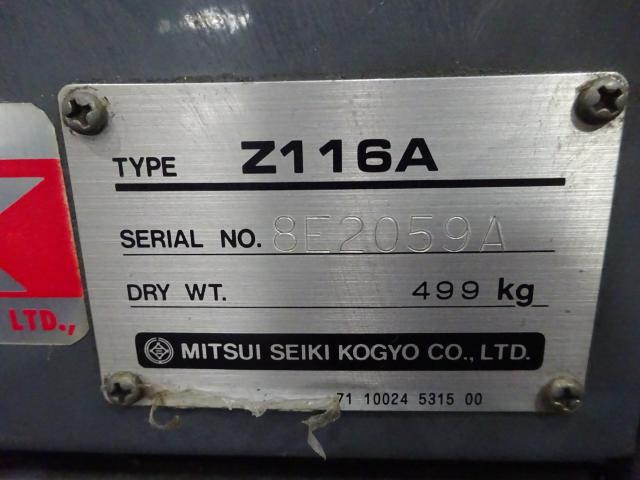 TYPE Z116A
SERIAL NO. 8E2059A
DRY WT. 499 kg
MITSUI SEIKI KOGYO CO., LTD.
71 10024 5315 00
LTD.,